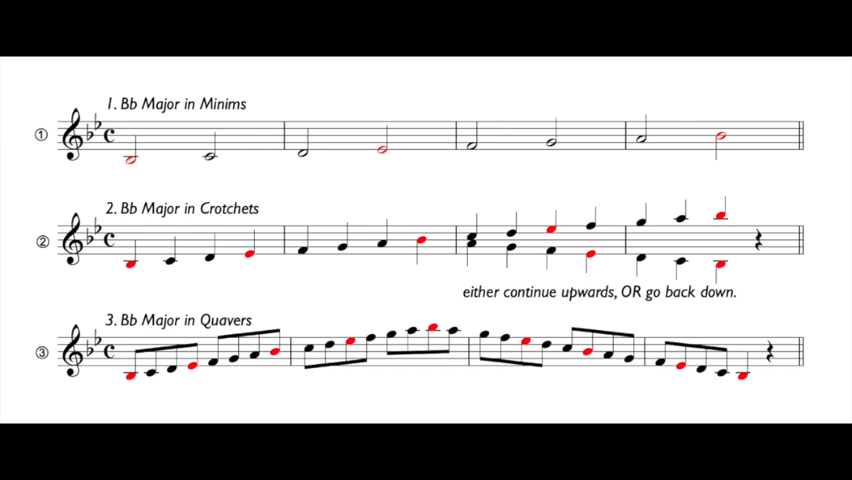 1. Bb Major in Minims
①
2. Bb Major in Crotchets
②
either continue upwards, OR go back down.
3. Bb Major in Quavers
③